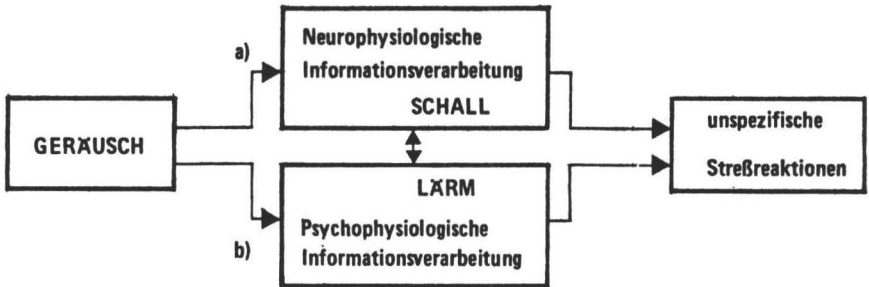 a)
Neurophysiologische
Informationsverarbeitung
SCHALL
GERÄUSCH
unspezifische
Streßreaktionen
LÄRM
Psychophysiologische
Informationsverarbeitung
b)